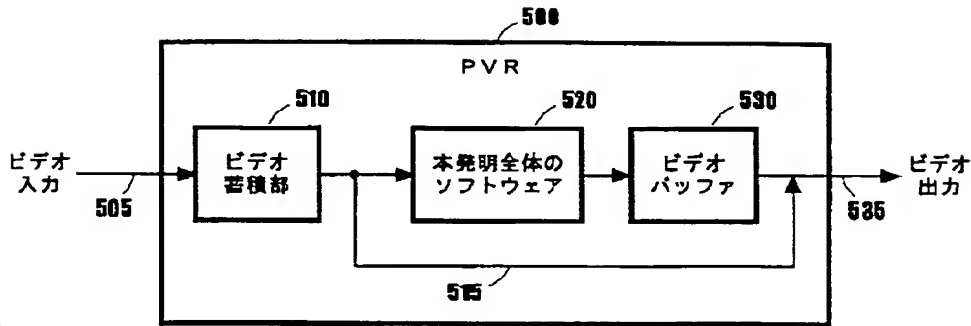 500
PVR
510
520
530
ビデオ
入力
ビデオ
蓄積部
本発明全体の
ソフトウェア
ビデオ
バッファ
ビデオ
出力
505
535
515